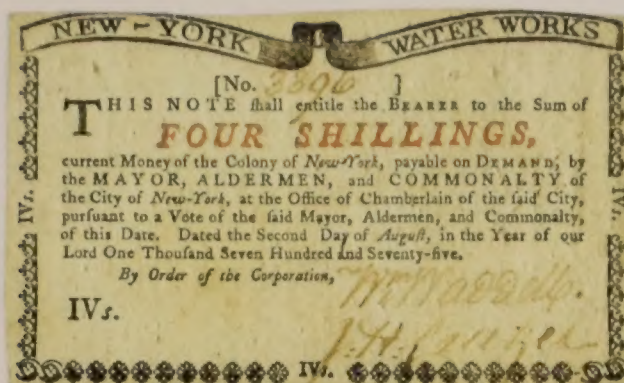 NEW-YORK WATER WORKS
[No. 3896 }
THIS NOTE ſhall entitle the BEARER to the Sum of
FOUR SHILLINGS,
current Money of the Colony of New-York, payable on DEMAND, by
the MAYOR, ALDERMEN, and COMMONALTY of
the City of New-York, at the Office of Chamberlain of the ſaid City,
purſuant to a Vote of the ſaid Mayor, Aldermen, and Commonalty,
of this Date. Dated the Second Day of Auguſt, in the Year of our
Lord One Thouſand Seven Hundred and Seventy-five.
By Order of the Corporation,
Wm Waddell.
IVs.
J. H. Cruger
IVs.
IVs.
IVs.